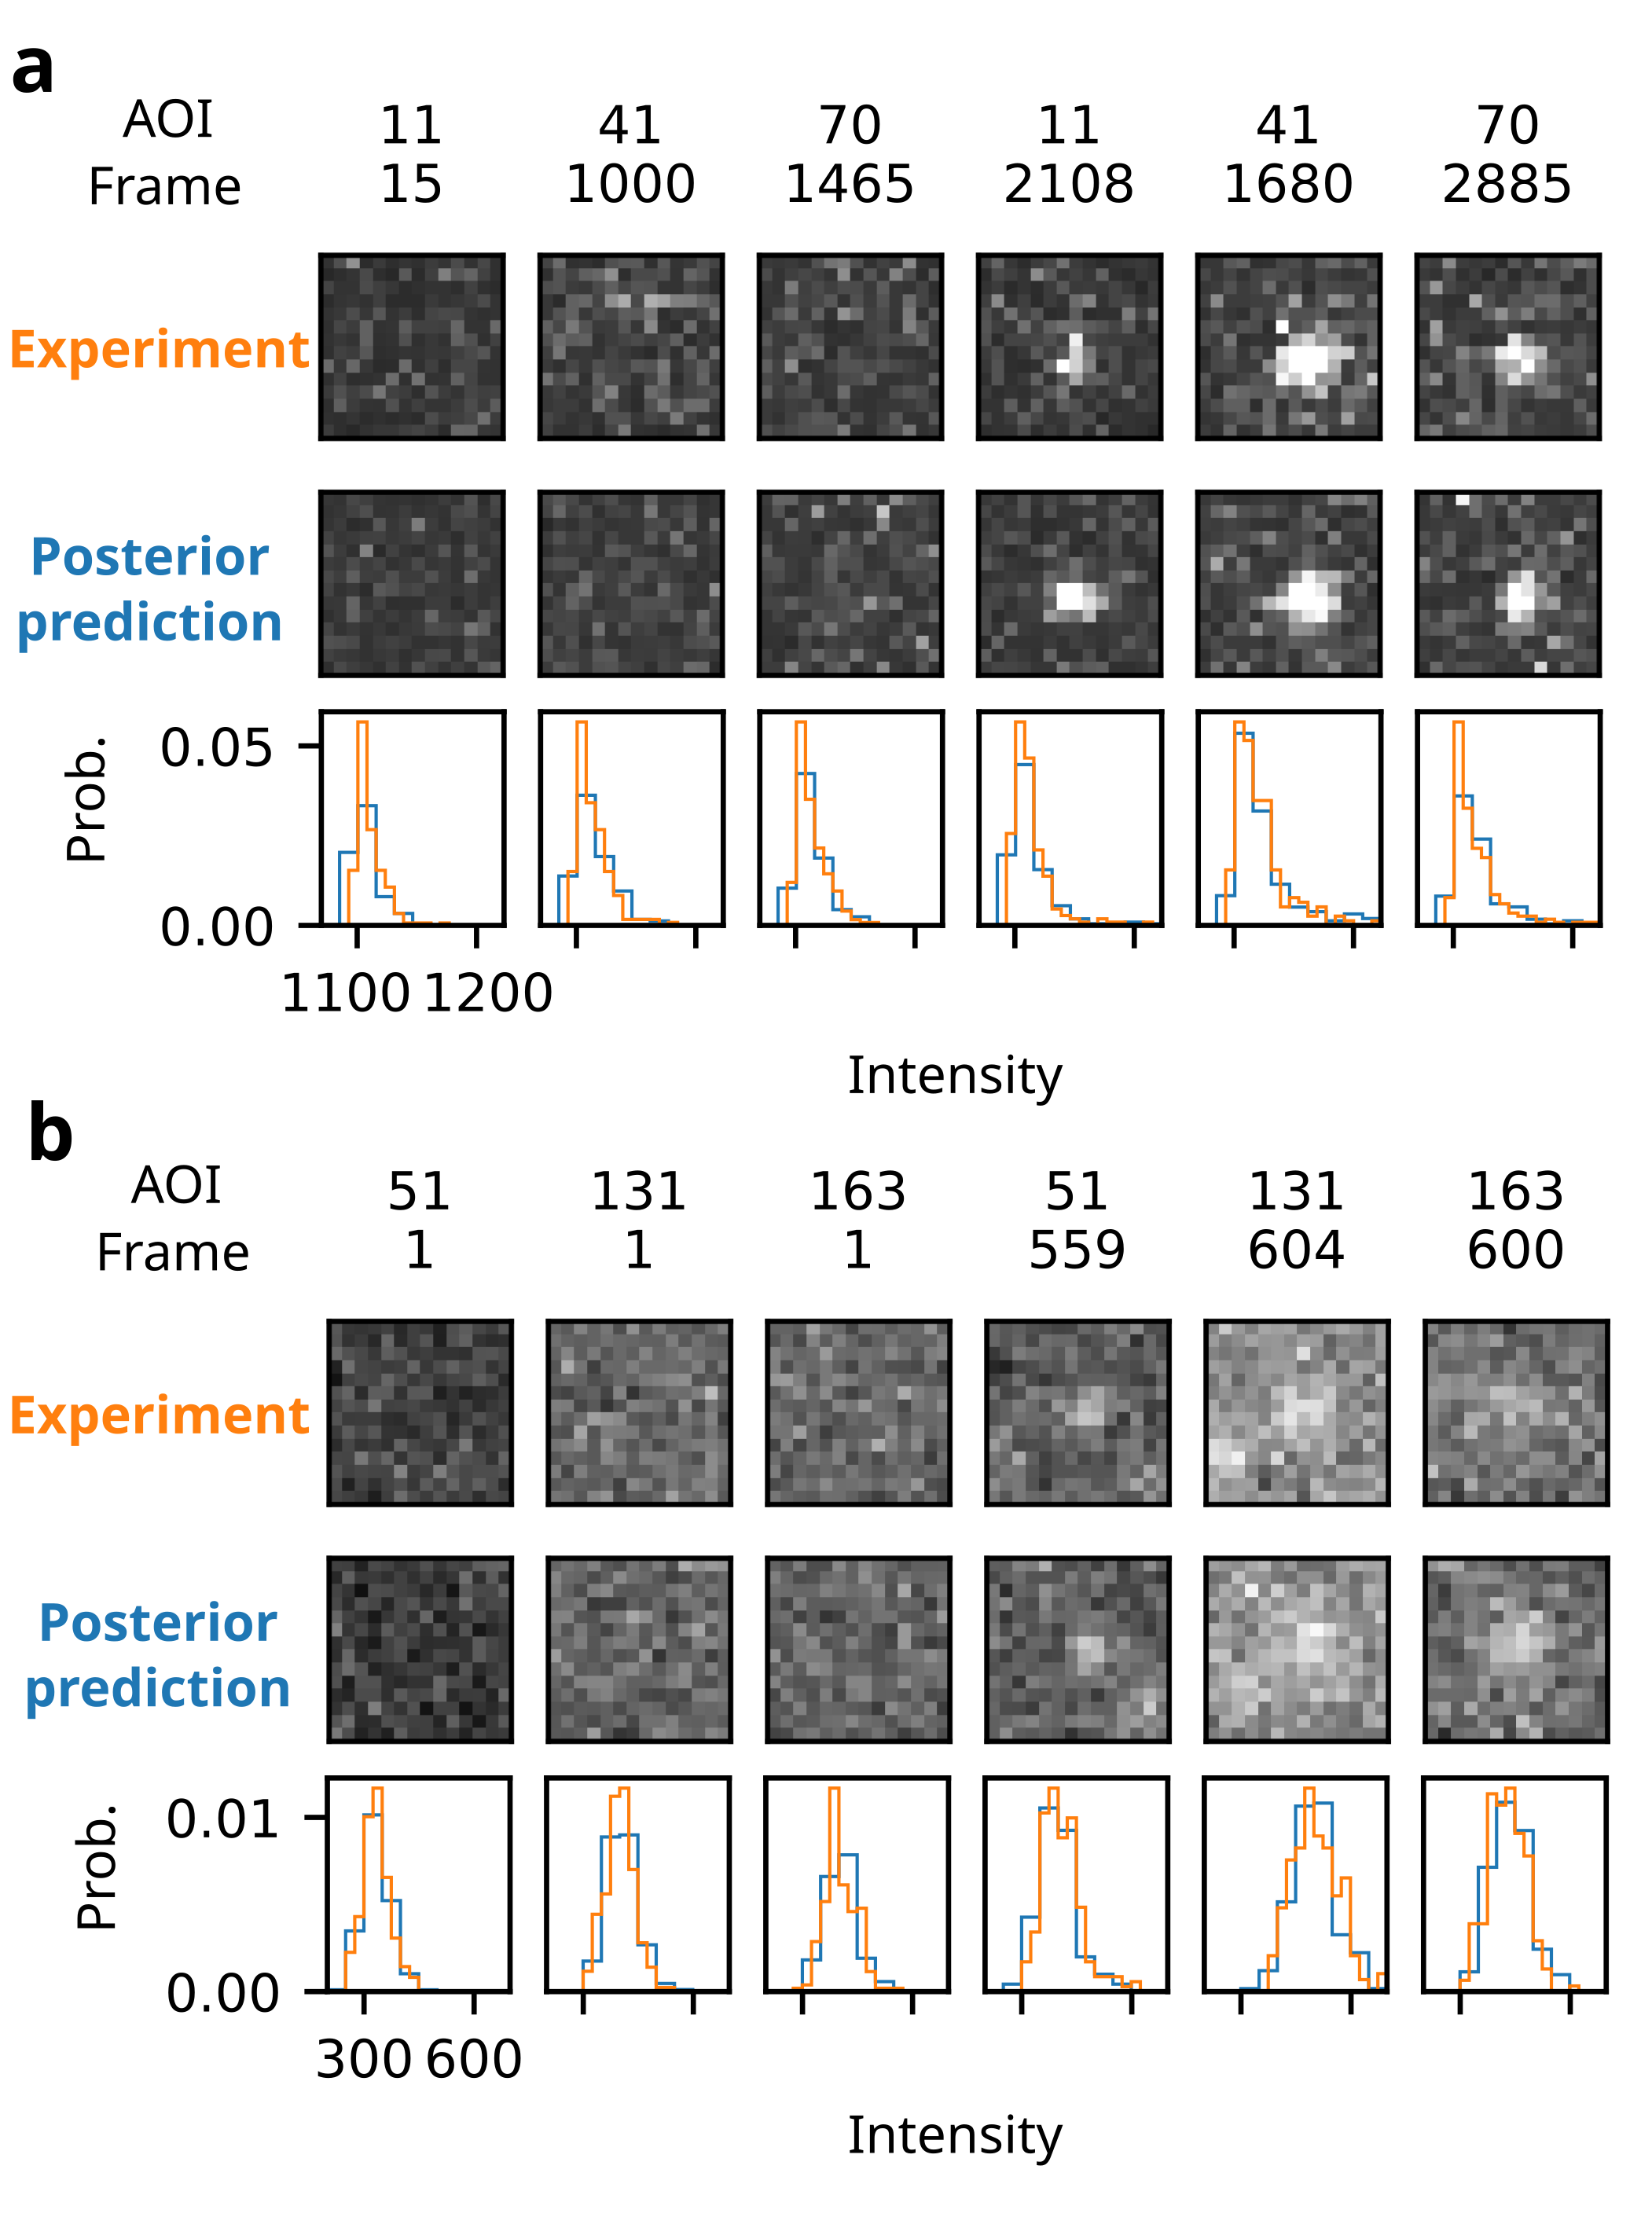 a
AOI 11 41 70 11 41 70
Frame 15 1000 1465 2108 1680 2885
Experiment
Posterior
prediction
Prob.
0.05
0.00
1100 1200
Intensity
b
AOI 51 131 163 51 131 163
Frame 1 1 1 559 604 600
Experiment
Posterior
prediction
Prob.
0.01
0.00
300 600
Intensity